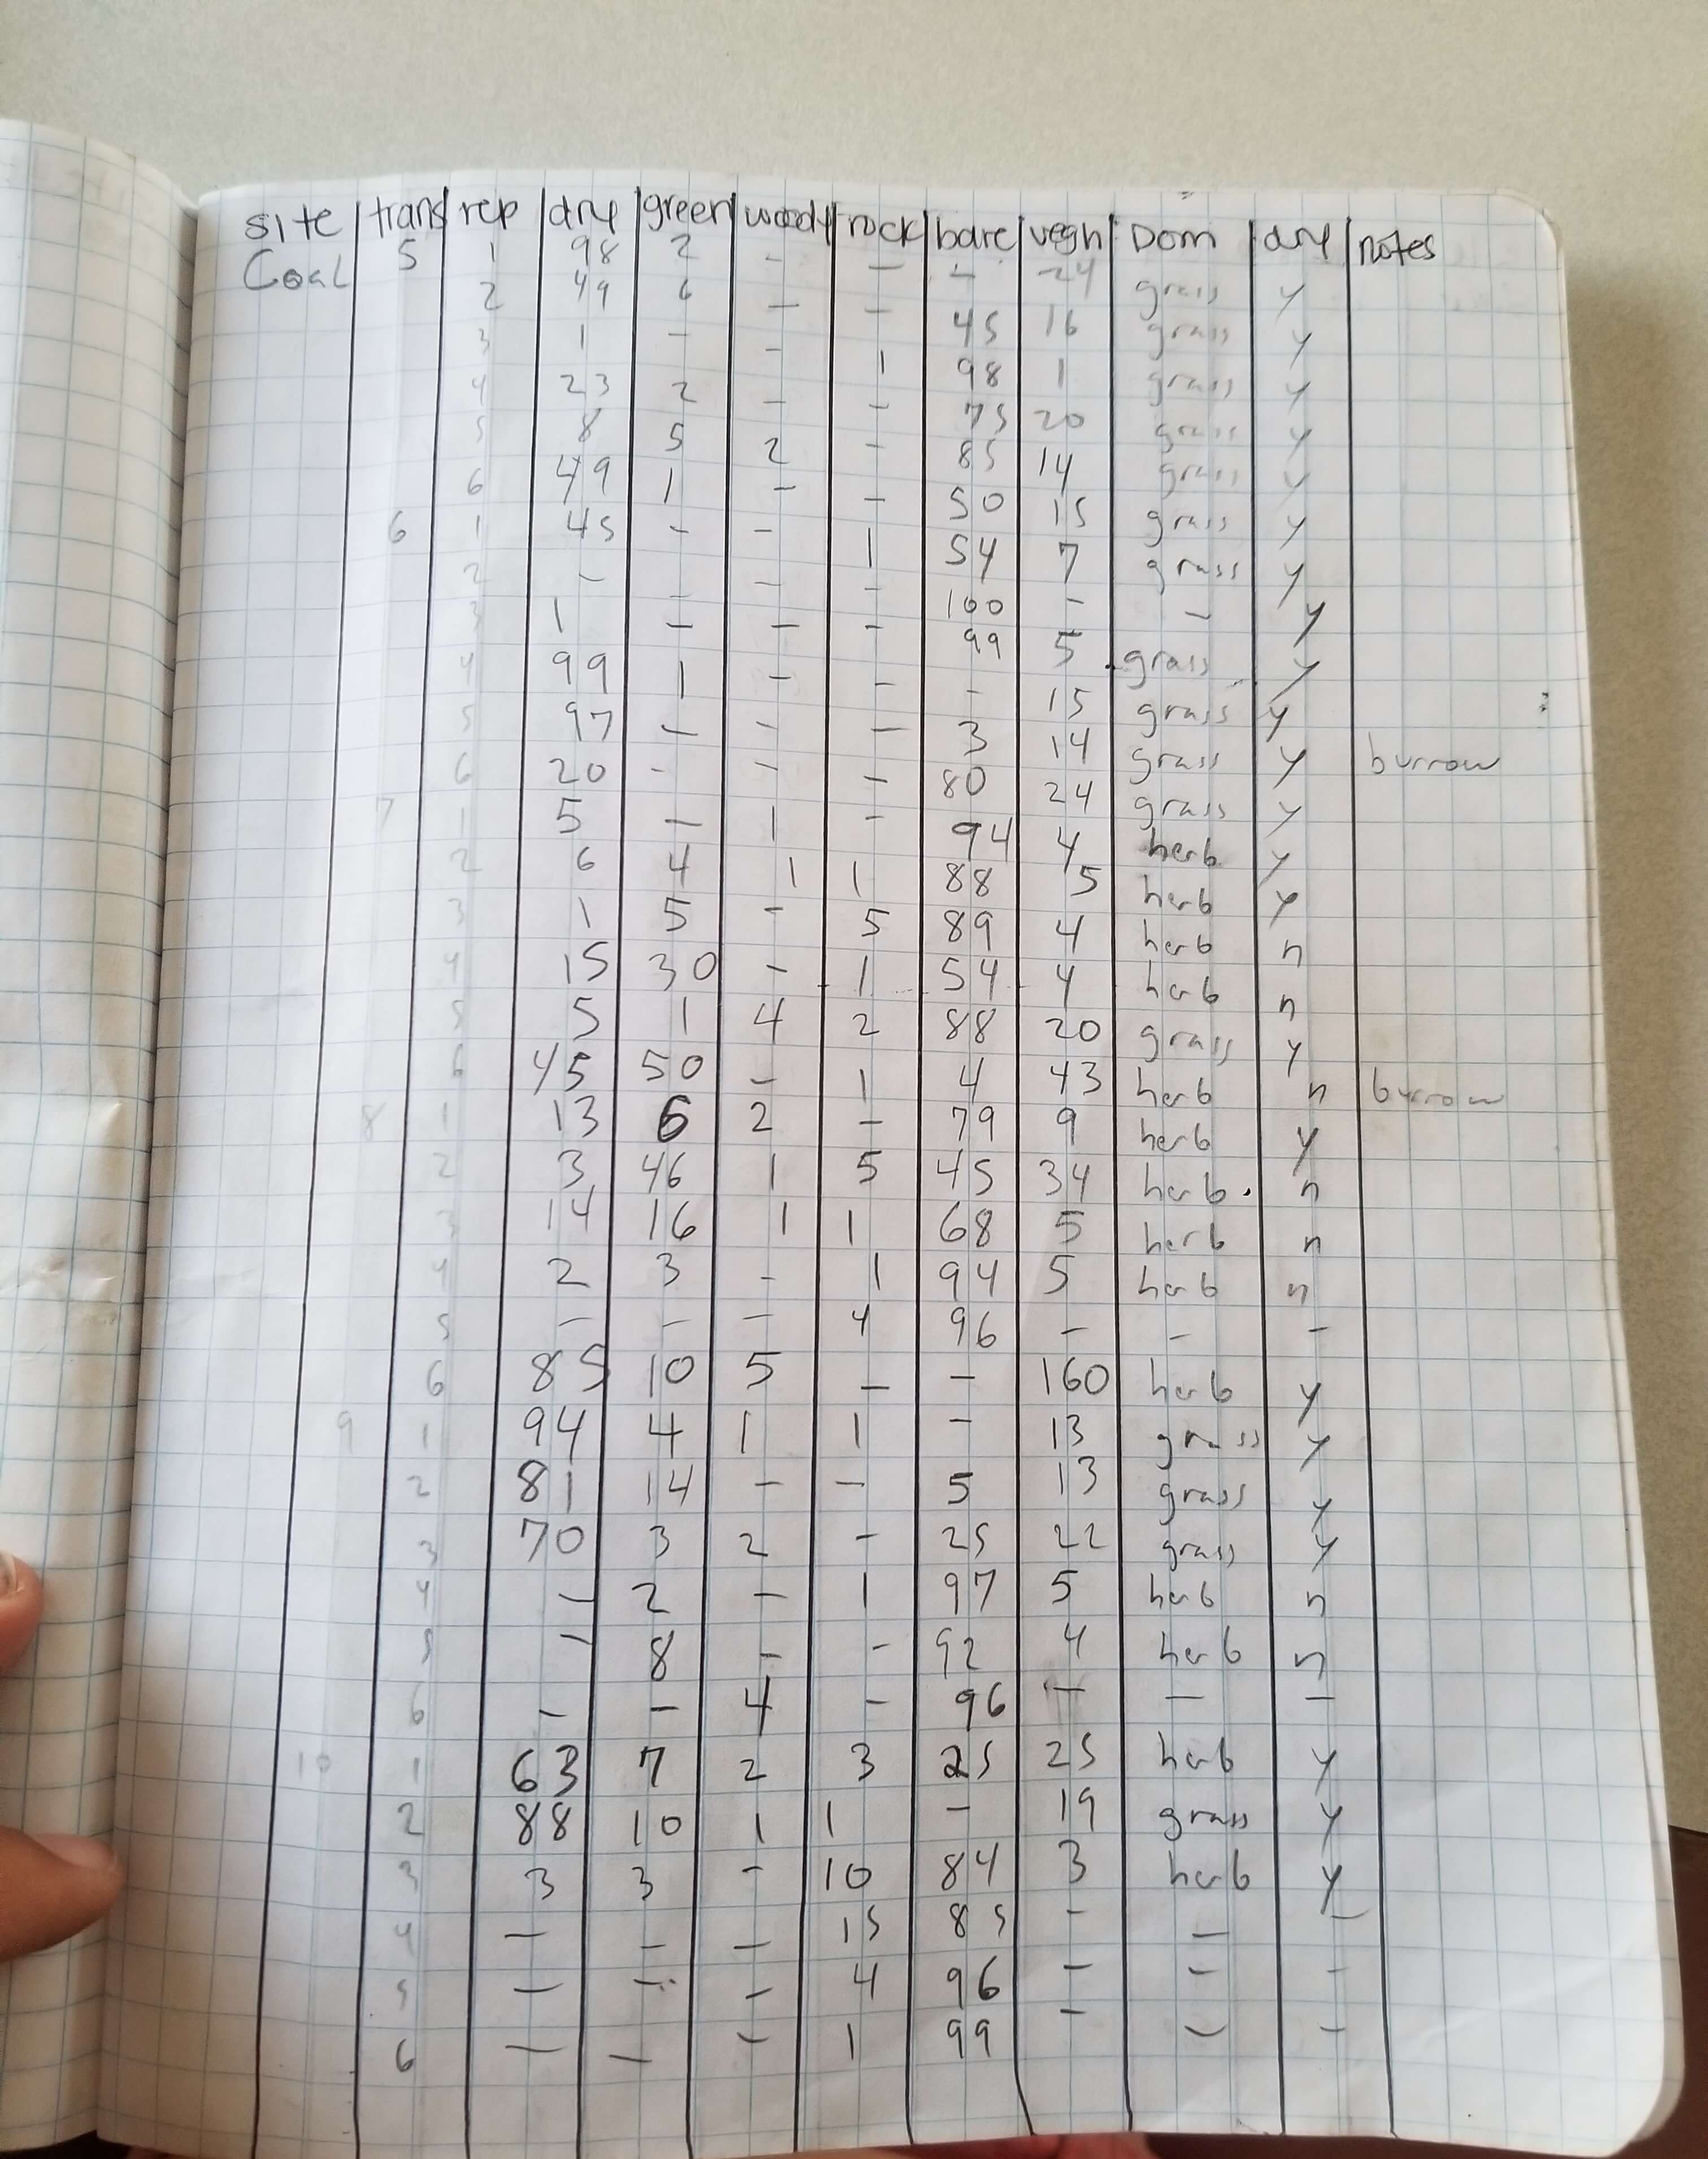 site trans rep dry green woody rock bare vegh Dom dry notes
Coal 5 1 98 2 - - - 24 grass y
2 49 6 - - 45 16 grass y
3 1 - - 1 98 1 grass y
4 23 2 - - 75 20 grass y
5 8 5 2 - 85 14 grass y
6 49 1 - - 50 15 grass y
6 1 45 - - 1 54 7 grass y
2 - - - - 100 - - y
3 1 - - - 99 5 grass y
4 99 1 - - - 15 grass y
5 97 - - - 3 14 grass y burrow
6 20 - - - 80 24 grass y
7 1 5 - 1 - 94 4 herb y
2 6 4 1 1 88 5 herb y
3 1 5 - 5 89 4 herb n
4 15 30 - 1 54 4 herb n
5 5 1 4 2 88 20 grass y
6 45 50 - 1 4 43 herb n burrow
8 1 13 6 2 - 79 9 herb y
2 3 46 1 5 45 34 herb n
3 14 16 1 1 68 5 herb n
4 2 3 - 1 94 5 herb n
5 - - - 4 96 - - -
6 85 10 5 - - 160 herb y
9 1 94 4 1 1 - 13 grass y
2 81 14 - - 5 13 grass y
3 70 3 2 - 25 22 grass y
4 - 2 - 1 97 5 herb n
5 - 8 - - 92 4 herb n
6 - - 4 - 96 - - -
10 1 63 7 2 3 25 25 herb y
2 88 10 1 1 - 19 grass y
3 3 3 - 10 84 3 herb y
4 - - - 15 85 - - -
5 - - - 4 96 - - -
6 - - - 1 99 - - -